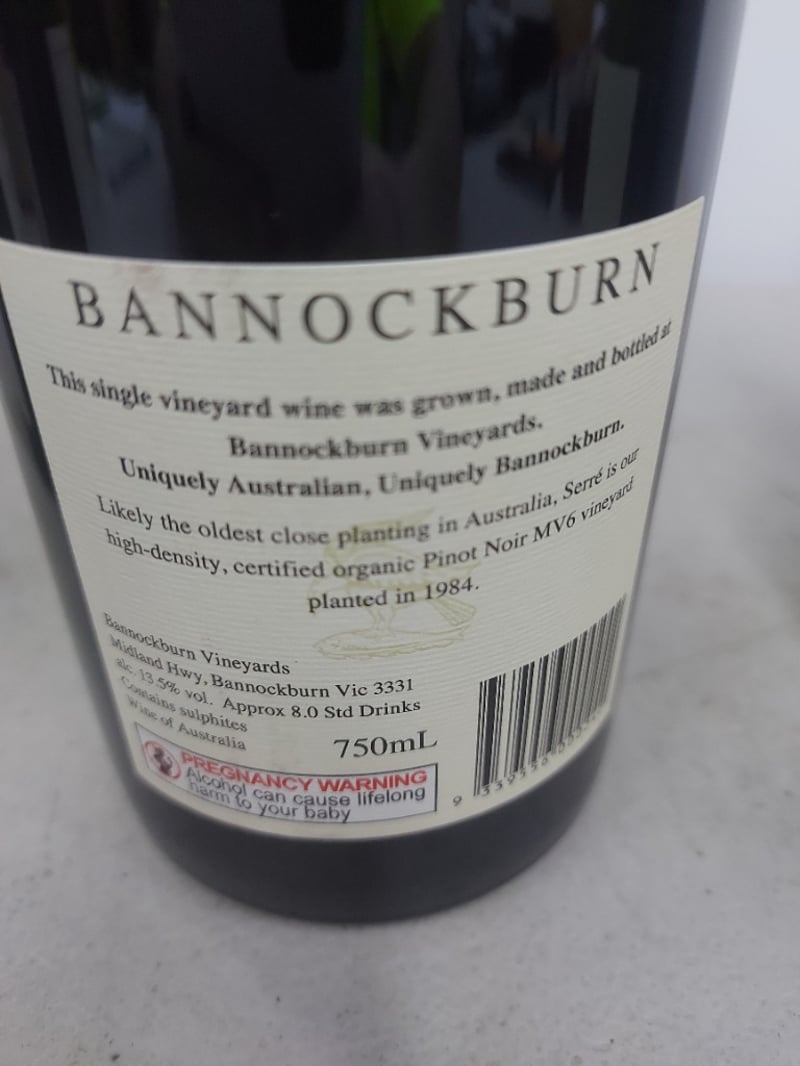 BANNOCKBURN
This single vineyard wine was grown, made and bottled at
Bannockburn Vineyards.
Uniquely Australian, Uniquely Bannockburn.
Likely the oldest close planting in Australia, Serré is our
high-density, certified organic Pinot Noir MV6 vineyard
planted in 1984.
Bannockburn Vineyards
Midland Hwy, Bannockburn Vic 3331
alc. 13.5% vol. Approx 8.0 Std Drinks
Contains sulphites
Wine of Australia
750mL
PREGNANCY WARNING
Alcohol can cause lifelong
harm to your baby
9